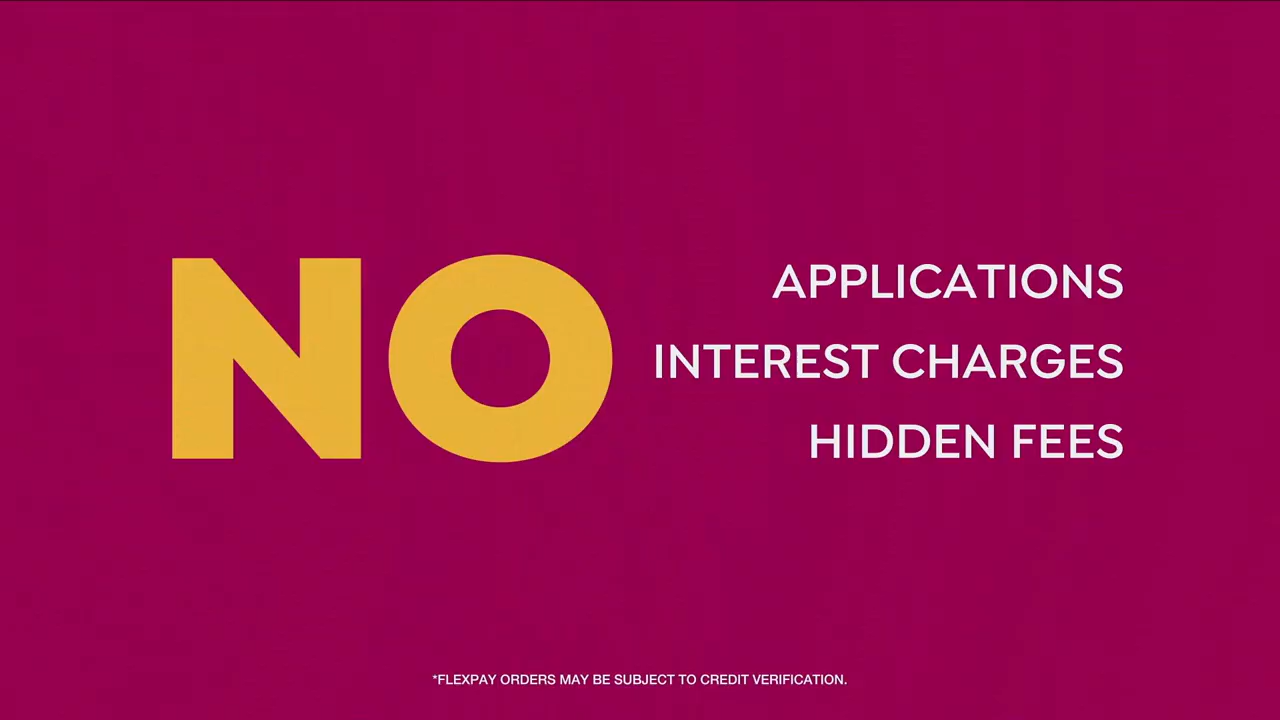 NO
APPLICATIONS
INTEREST CHARGES
HIDDEN FEES
*FLEXPAY ORDERS MAY BE SUBJECT TO CREDIT VERIFICATION.